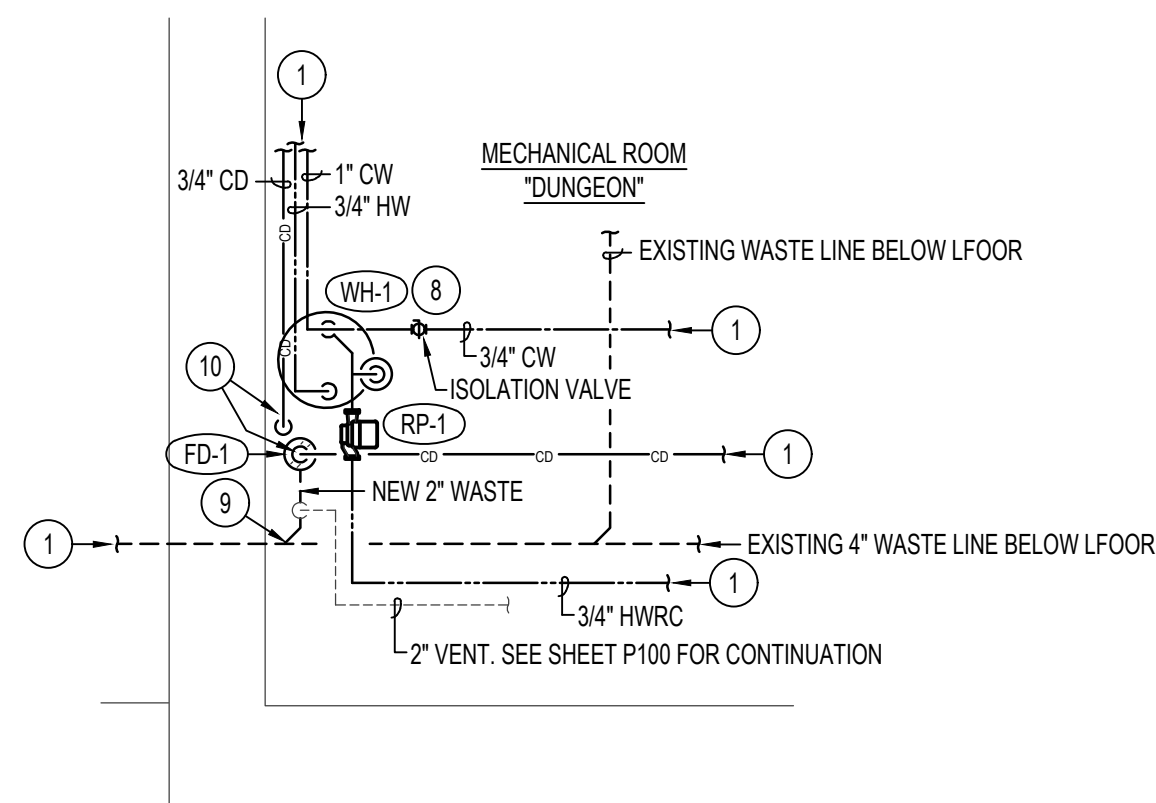 1
MECHANICAL ROOM
"DUNGEON"
3/4" CD
1" CW
3/4" HW
CD
EXISTING WASTE LINE BELOW LFOOR
WH-1
8
1
3/4" CW
CD
ISOLATION VALVE
10
RP-1
FD-1
CD
CD
CD
1
NEW 2" WASTE
9
1
EXISTING 4" WASTE LINE BELOW LFOOR
1
3/4" HWRC
2" VENT. SEE SHEET P100 FOR CONTINUATION